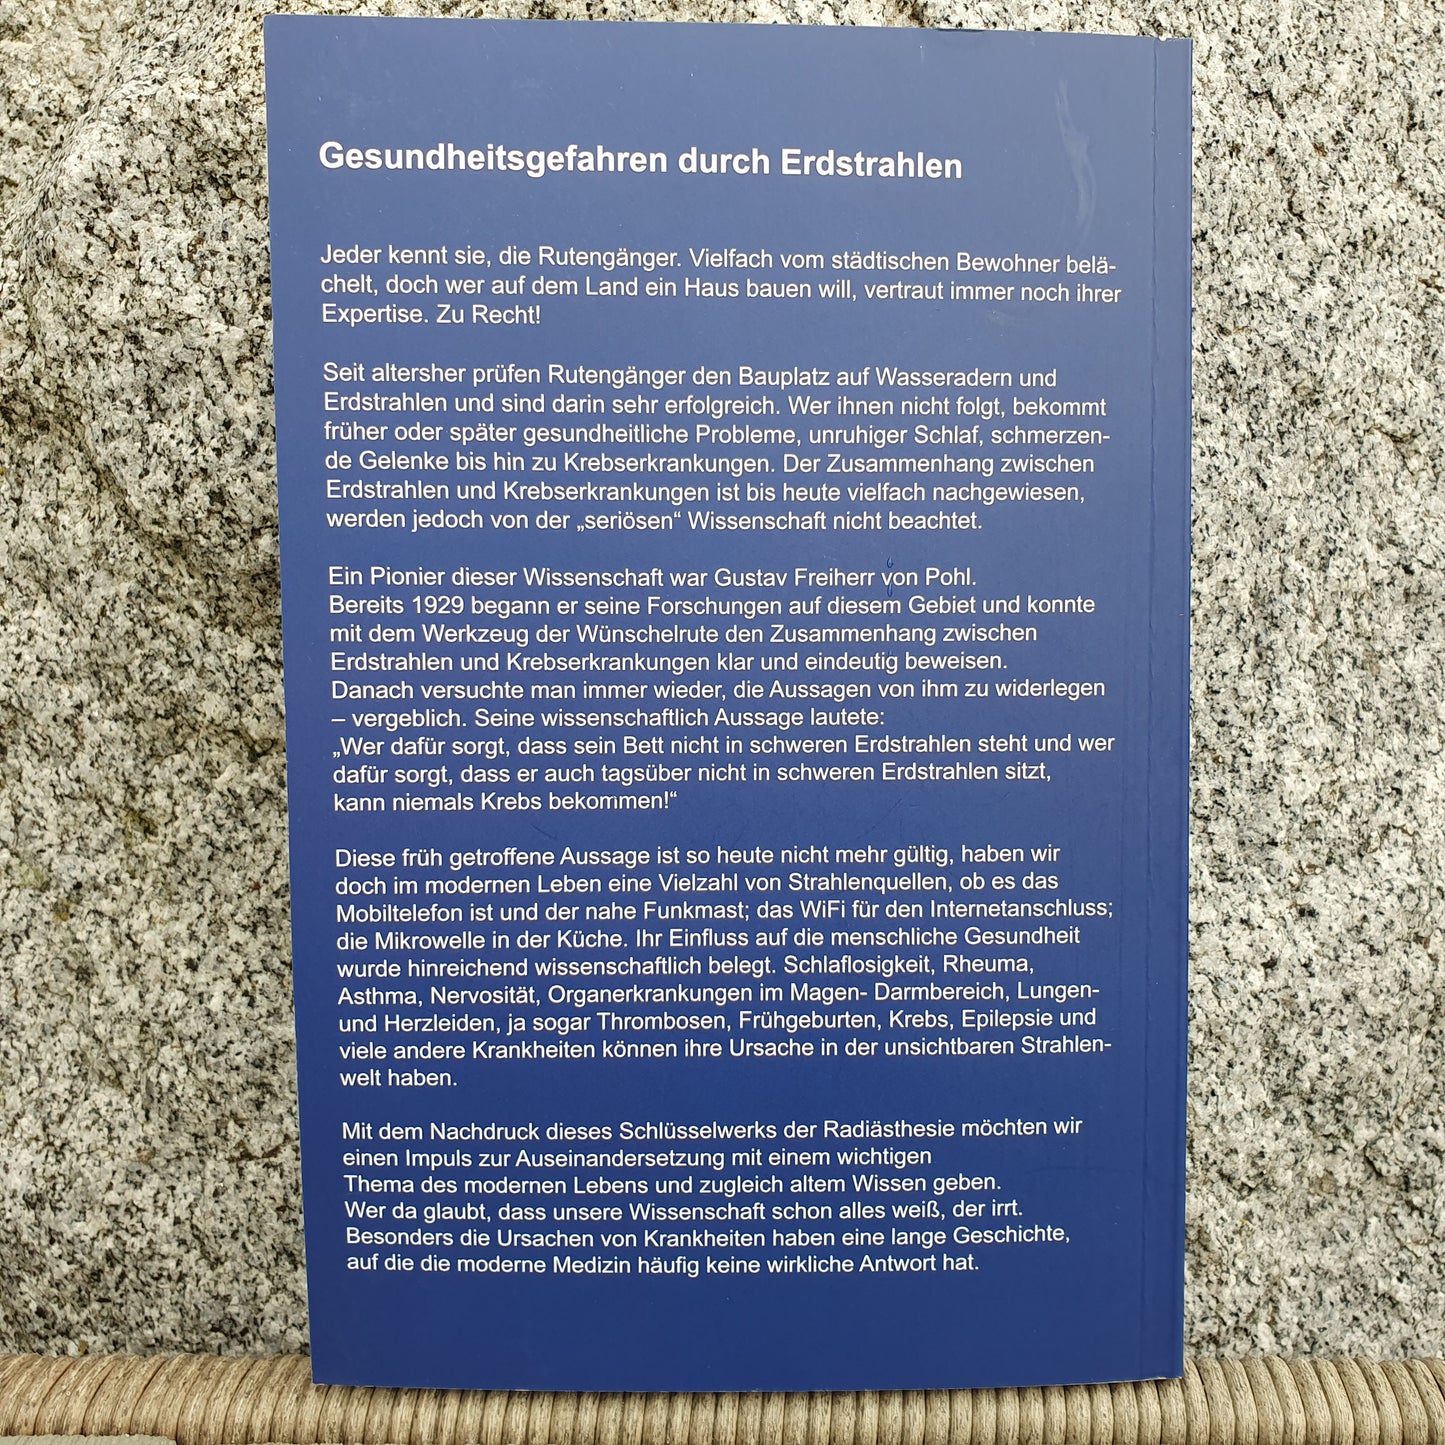 Gesundheitsgefahren durch Erdstrahlen
Jeder kennt sie, die Rutengänger. Vielfach vom städtischen Bewohner belä-
chelt, doch wer auf dem Land ein Haus bauen will, vertraut immer noch ihrer
Expertise. Zu Recht!
Seit altersher prüfen Rutengänger den Bauplatz auf Wasseradern und
Erdstrahlen und sind darin sehr erfolgreich. Wer ihnen nicht folgt, bekommt
früher oder später gesundheitliche Probleme, unruhiger Schlaf, schmerzen-
de Gelenke bis hin zu Krebserkrankungen. Der Zusammenhang zwischen
Erdstrahlen und Krebserkrankungen ist bis heute vielfach nachgewiesen,
werden jedoch von der „seriösen“ Wissenschaft nicht beachtet.
Ein Pionier dieser Wissenschaft war Gustav Freiherr von Pohl.
Bereits 1929 begann er seine Forschungen auf diesem Gebiet und konnte
mit dem Werkzeug der Wünschelrute den Zusammenhang zwischen
Erdstrahlen und Krebserkrankungen klar und eindeutig beweisen.
Danach versuchte man immer wieder, die Aussagen von ihm zu widerlegen
– vergeblich. Seine wissenschaftlich Aussage lautete:
„Wer dafür sorgt, dass sein Bett nicht in schweren Erdstrahlen steht und wer
dafür sorgt, dass er auch tagsüber nicht in schweren Erdstrahlen sitzt,
kann niemals Krebs bekommen!“
Diese früh getroffene Aussage ist so heute nicht mehr gültig, haben wir
doch im modernen Leben eine Vielzahl von Strahlenquellen, ob es das
Mobiltelefon ist und der nahe Funkmast; das WiFi für den Internetanschluss;
die Mikrowelle in der Küche. Ihr Einfluss auf die menschliche Gesundheit
wurde hinreichend wissenschaftlich belegt. Schlaflosigkeit, Rheuma,
Asthma, Nervosität, Organerkrankungen im Magen- Darmbereich, Lungen-
und Herzleiden, ja sogar Thrombosen, Frühgeburten, Krebs, Epilepsie und
viele andere Krankheiten können ihre Ursache in der unsichtbaren Strahlen-
welt haben.
Mit dem Nachdruck dieses Schlüsselwerks der Radiästhesie möchten wir
einen Impuls zur Auseinandersetzung mit einem wichtigen
Thema des modernen Lebens und zugleich altem Wissen geben.
Wer da glaubt, dass unsere Wissenschaft schon alles weiß, der irrt.
Besonders die Ursachen von Krankheiten haben eine lange Geschichte,
auf die die moderne Medizin häufig keine wirkliche Antwort hat.